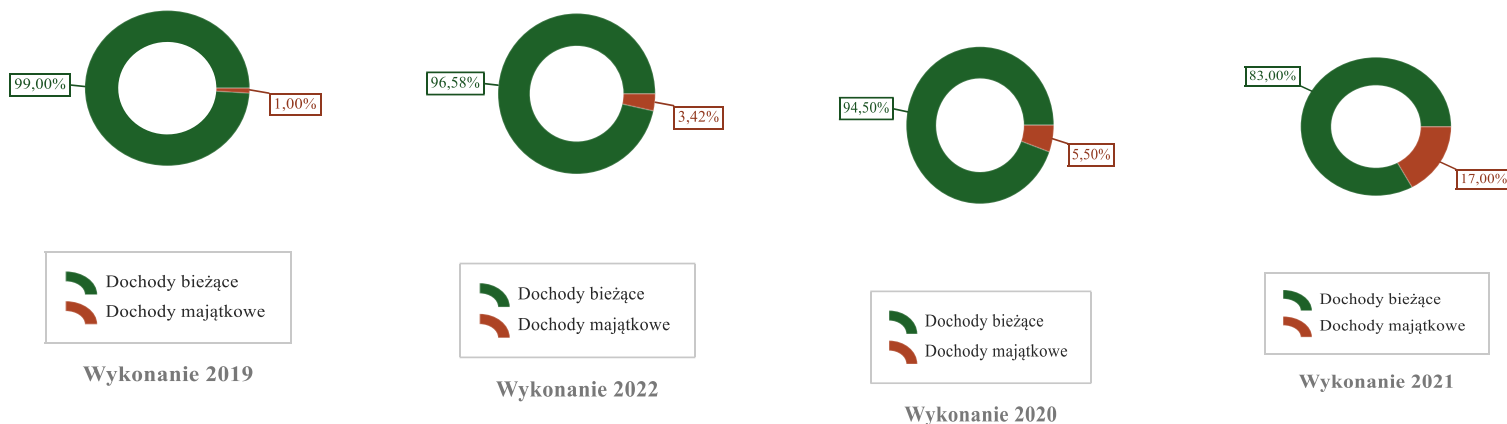 99,00%
1,00%
Dochody bieżące
Dochody majątkowe
Wykonanie 2019
96,58%
3,42%
Dochody bieżące
Dochody majątkowe
Wykonanie 2022
94,50%
5,50%
Dochody bieżące
Dochody majątkowe
Wykonanie 2020
83,00%
17,00%
Dochody bieżące
Dochody majątkowe
Wykonanie 2021